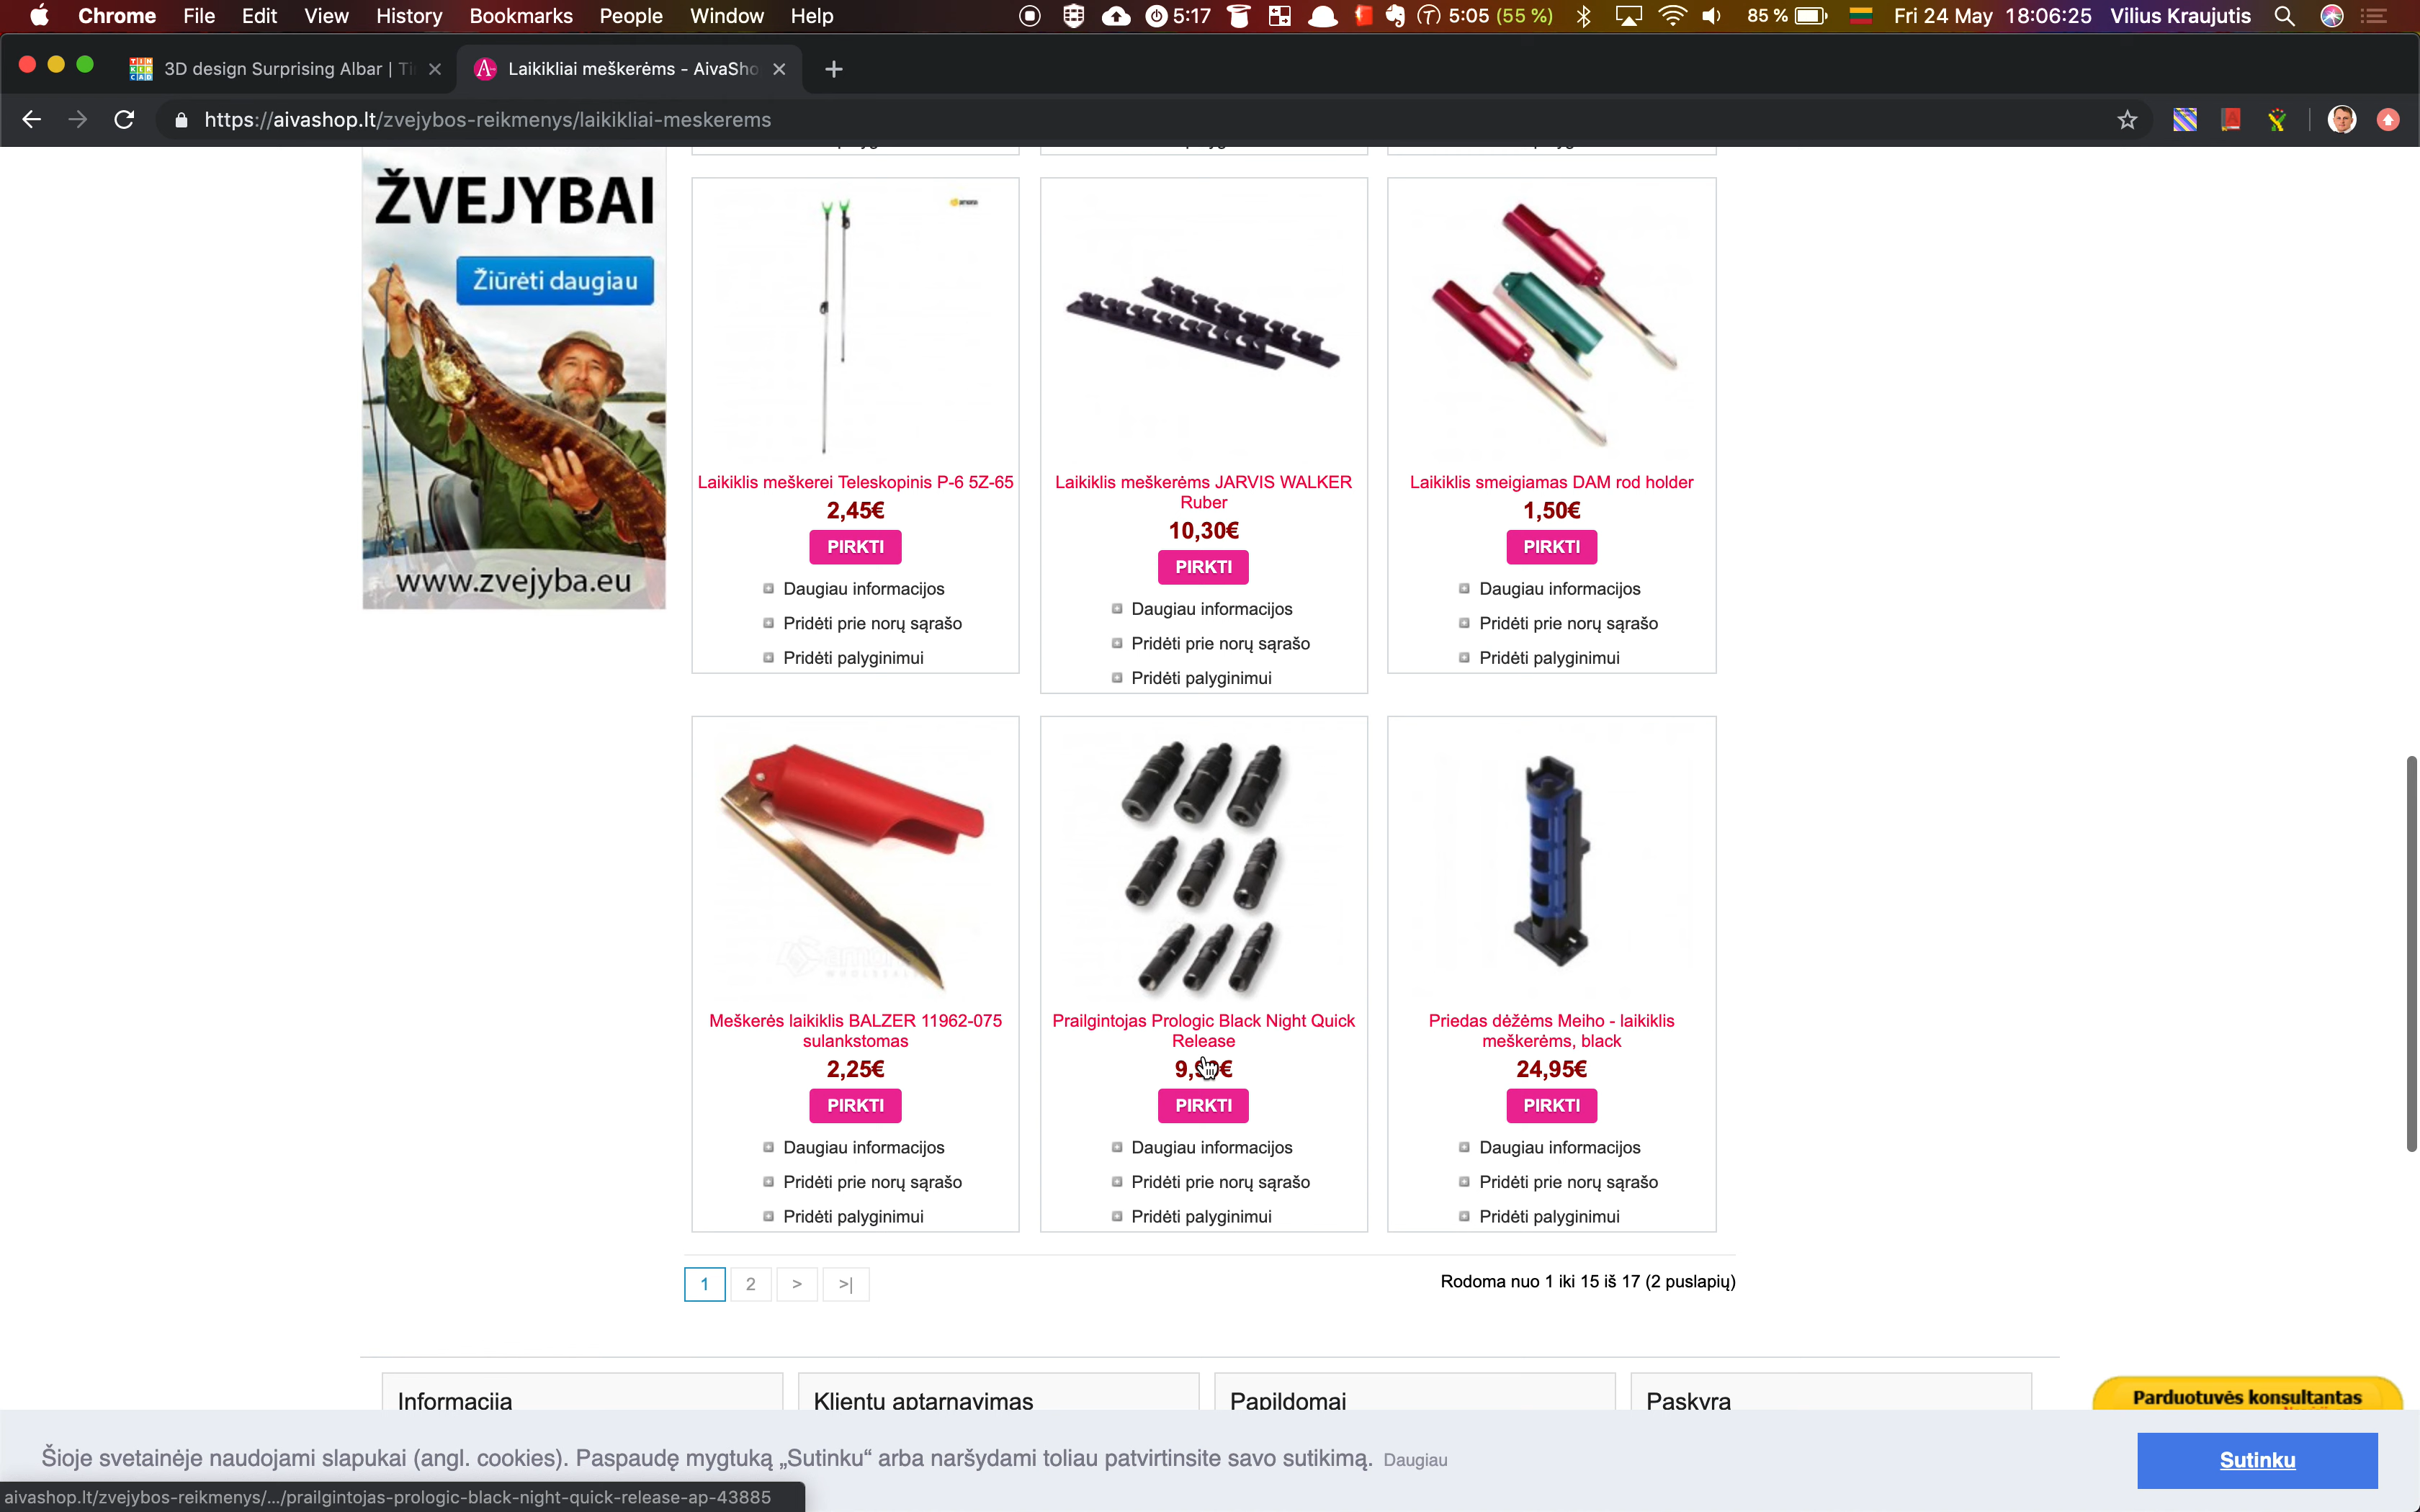 Chrome File Edit View History Bookmarks People Window Help 5:17 5:05 (55 %) 85 % Fri 24 May 18:06:25 Vilius Kraujutis
3D design Surprising Albar | Laikikliai meškerėms - AivaSho
https://aivashop.lt/zvejybos-reikmenys/laikikliai-meskerems
ŽVEJYBAI
Žiūrėti daugiau
www.zvejyba.eu
Laikiklis meškerei Teleskopinis P-6 5Z-65
2,45€
PIRKTI
Daugiau informacijos
Pridėti prie norų sąrašo
Pridėti palyginimui
Laikiklis meškerėms JARVIS WALKER
Ruber
10,30€
PIRKTI
Daugiau informacijos
Pridėti prie norų sąrašo
Pridėti palyginimui
Laikiklis smeigiamas DAM rod holder
1,50€
PIRKTI
Daugiau informacijos
Pridėti prie norų sąrašo
Pridėti palyginimui
Meškerės laikiklis BALZER 11962-075
sulankstomas
2,25€
PIRKTI
Daugiau informacijos
Pridėti prie norų sąrašo
Pridėti palyginimui
Prailgintojas Prologic Black Night Quick
Release
PIRKTI
Daugiau informacijos
Pridėti prie norų sąrašo
Pridėti palyginimui
Priedas dėžėms Meiho - laikiklis
meškerėms, black
24,95€
PIRKTI
Daugiau informacijos
Pridėti prie norų sąrašo
Pridėti palyginimui
1 2 > >|
Rodoma nuo 1 iki 15 iš 17 (2 puslapių)
Informacija Klientų aptarnavimas Papildomai Paskyra
Parduotuvės konsultantas
Šioje svetainėje naudojami slapukai (angl. cookies). Paspaudę mygtuką „Sutinku“ arba naršydami toliau patvirtinsite savo sutikimą. Daugiau
Sutinku
aivashop.lt/zvejybos-reikmenys/.../prailgintojas-prologic-black-night-quick-release-ap-43885